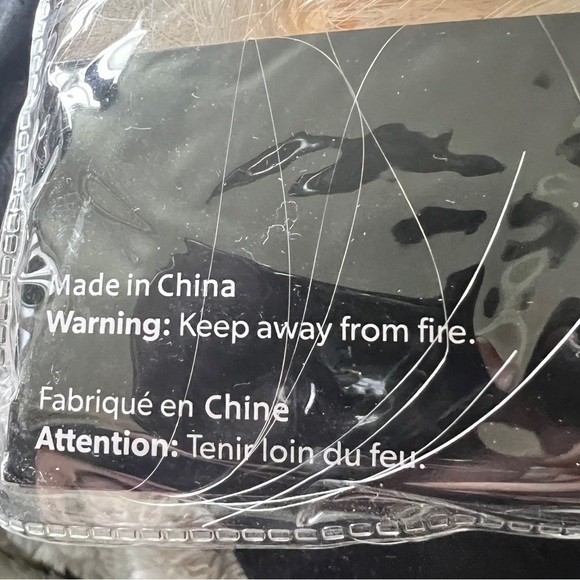 Made in China
Warning: Keep away from fire.
Fabriqué en Chine
Attention: Tenir loin du feu.